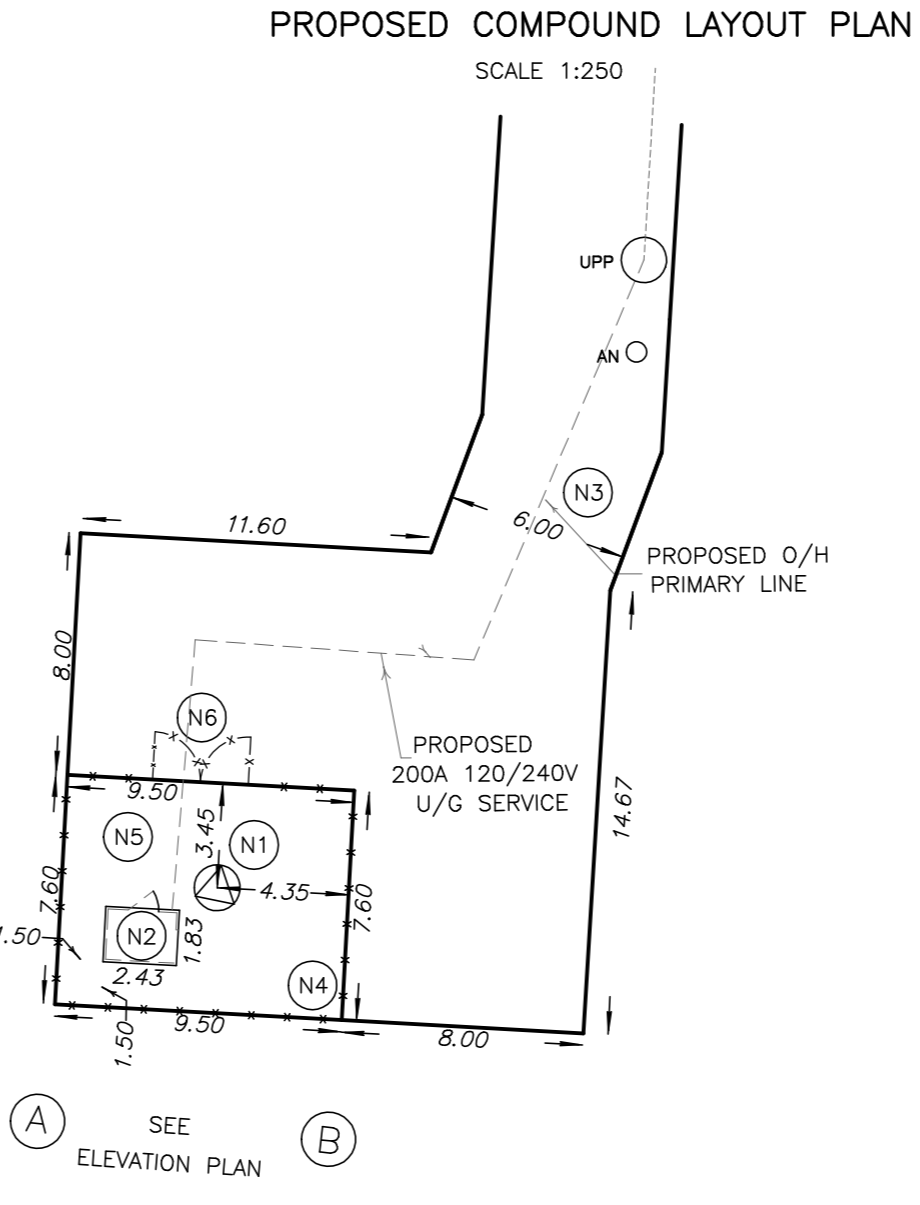 PROPOSED COMPOUND LAYOUT PLAN
SCALE 1:250
UPP
AN
N3
11.60
6.00
PROPOSED O/H
PRIMARY LINE
8.00
N6
PROPOSED
200A 120/240V
U/G SERVICE
14.67
9.50
N5
3.45
N1
7.60
4.35
7.60
N2
1.83
.50
2.43
N4
1.50
9.50
8.00
A
SEE
ELEVATION PLAN
B